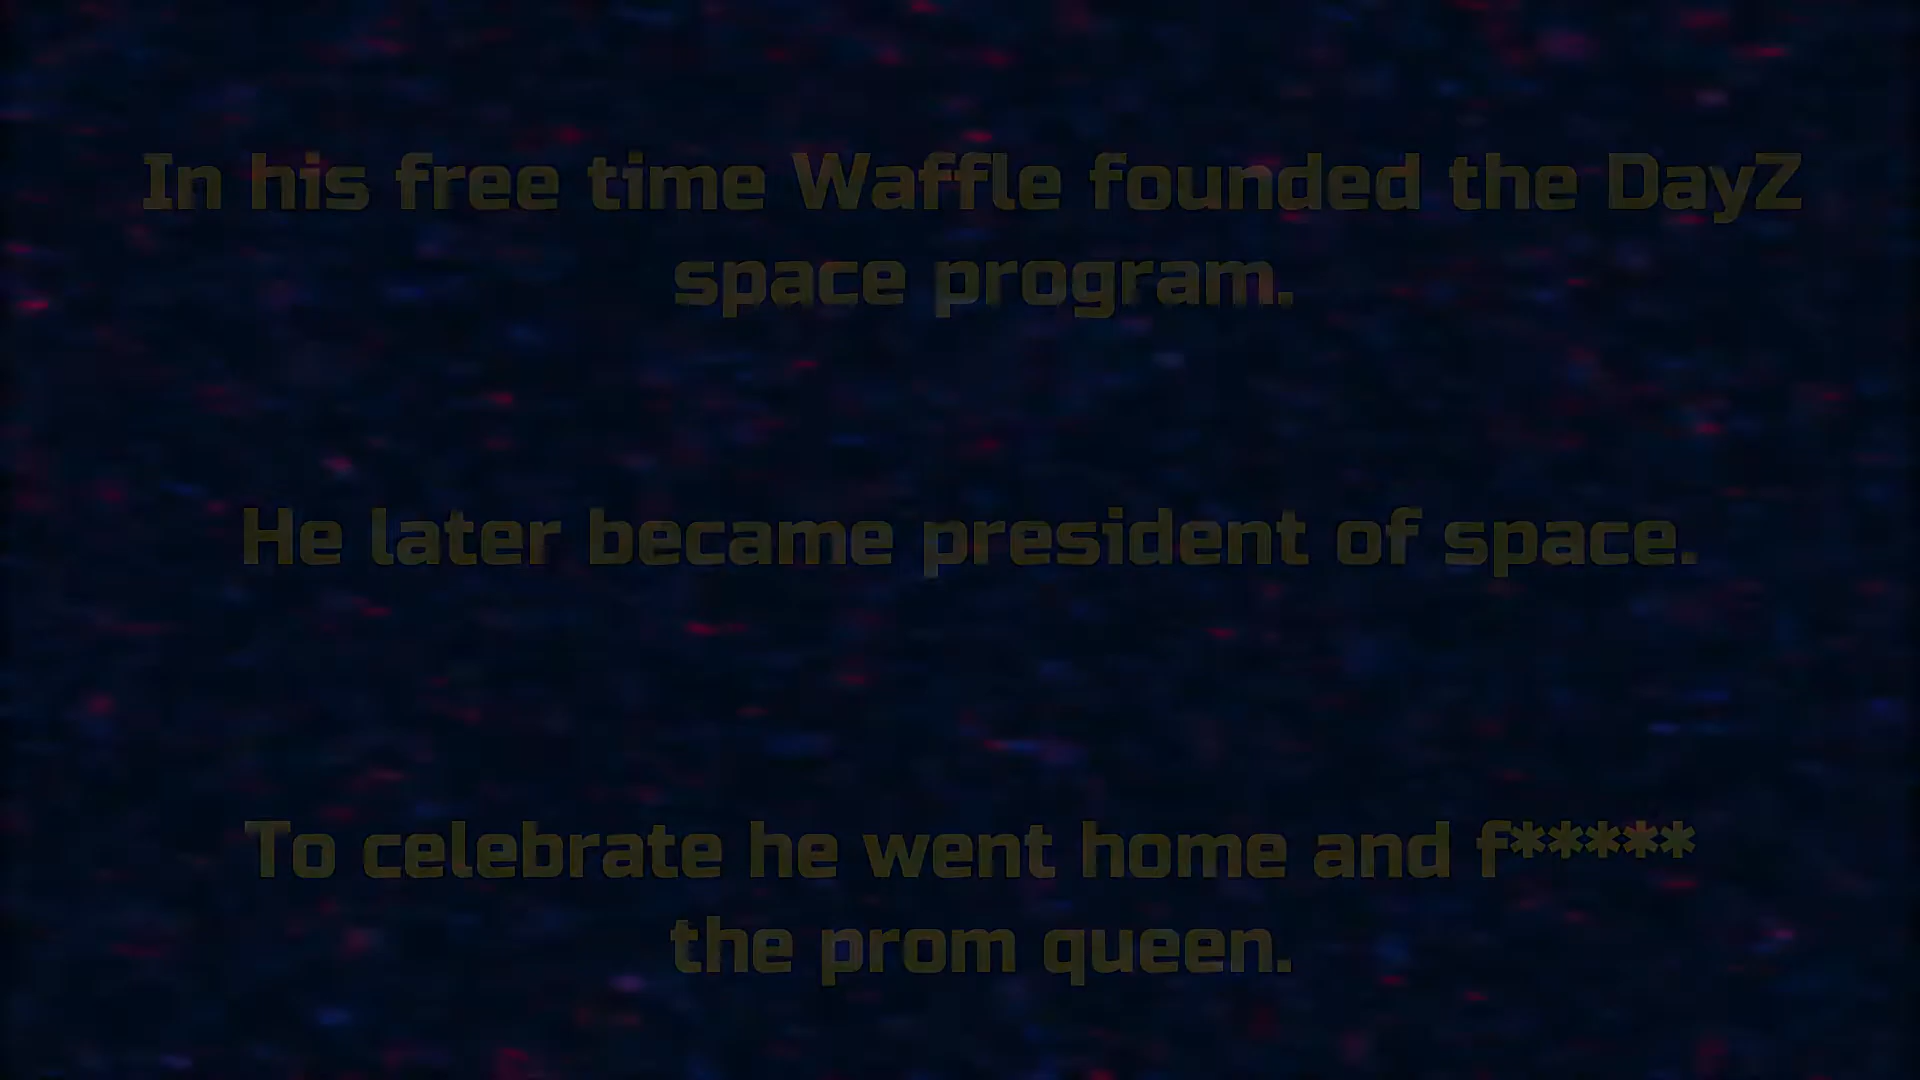 In his free time Waffle founded the DayZ
space program.
He later became president of space.
To celebrate he went home and f*****
the prom queen.